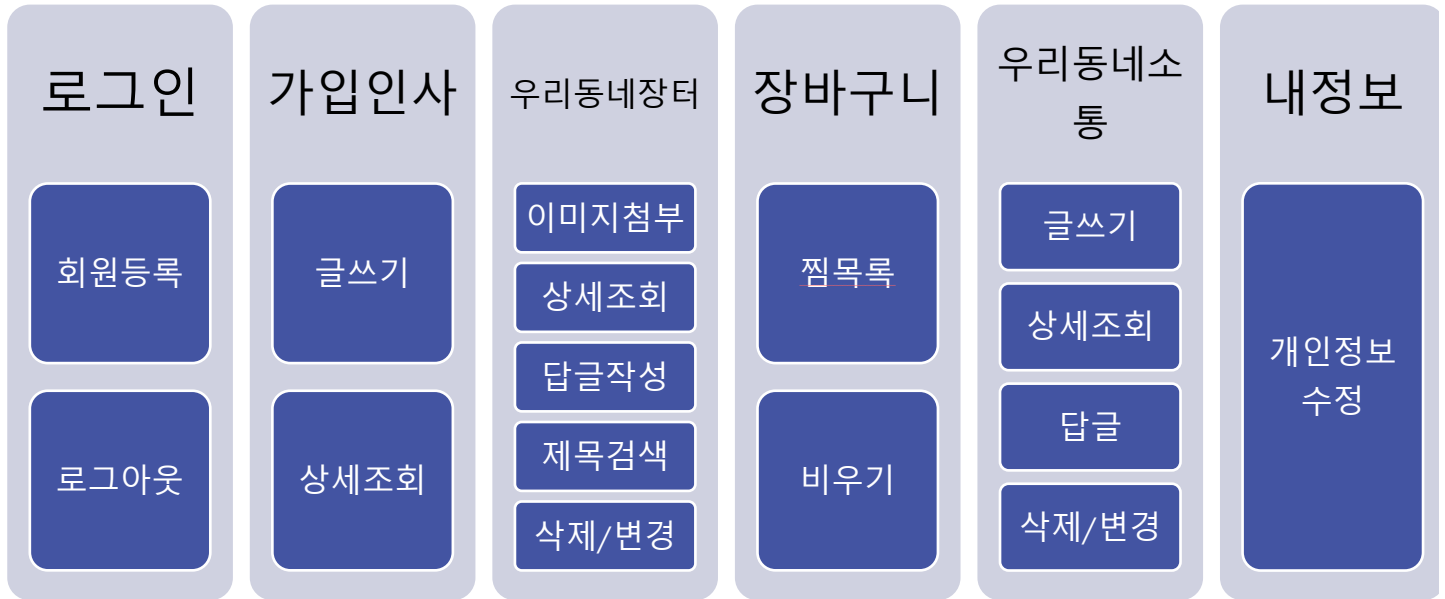 로그인
회원등록
로그아웃
가입인사
글쓰기
상세조회
우리동네장터
이미지첨부
상세조회
답글작성
제목검색
삭제/변경
장바구니
찜목록
비우기
우리동네소
통
글쓰기
상세조회
답글
삭제/변경
내정보
개인정보
수정